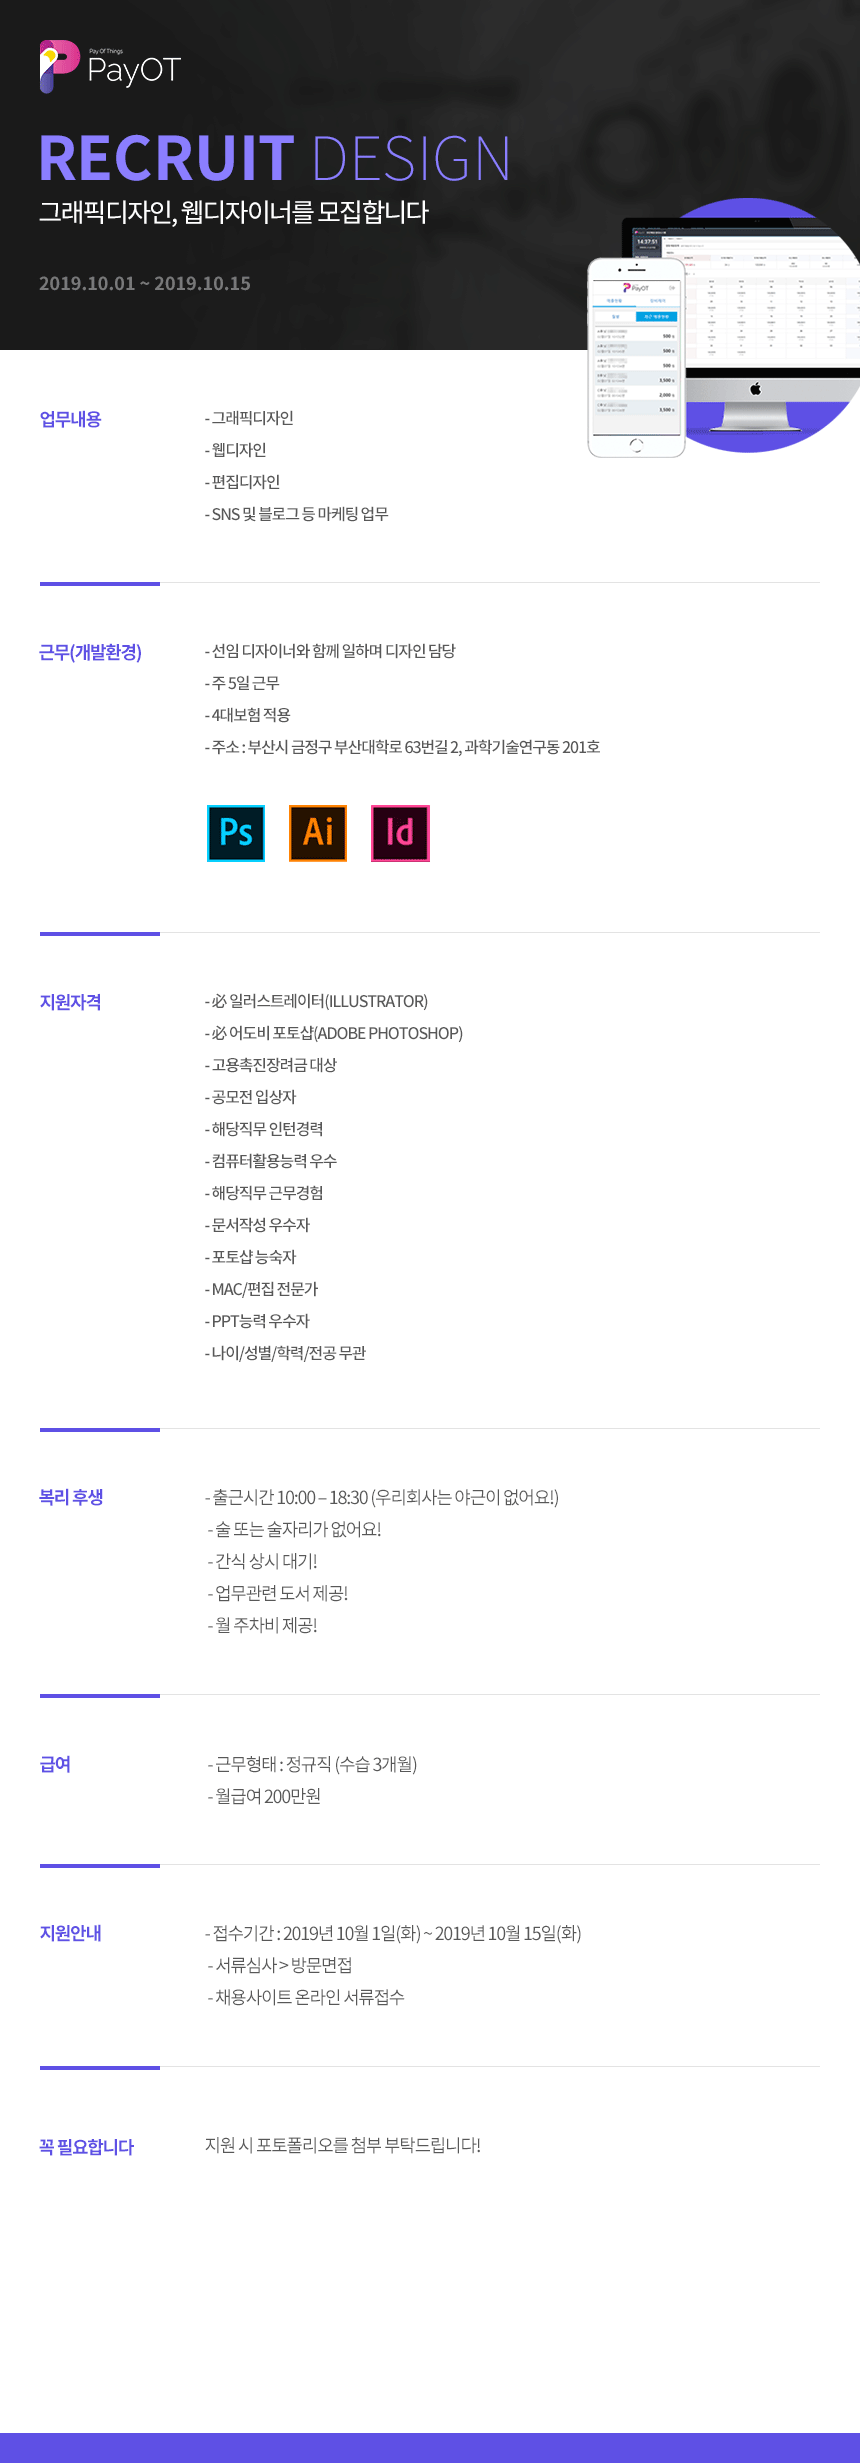 Pay Of Things
PayOT
RECRUIT DESIGN
그래픽디자인, 웹디자이너를 모집합니다
2019.10.01 ~ 2019.10.15
14:37:51
PayOT
500
500
500
3,500
2,000
3,500
업무내용
- 그래픽디자인
- 웹디자인
- 편집디자인
- SNS 및 블로그 등 마케팅 업무
근무(개발환경)
- 선임 디자이너와 함께 일하며 디자인 담당
- 주 5일 근무
- 4대보험 적용
- 주소 : 부산시 금정구 부산대학로 63번길 2, 과학기술연구동 201호
Ps Ai Id
지원자격
- 必 일러스트레이터(ILLUSTRATOR)
- 必 어도비 포토샵(ADOBE PHOTOSHOP)
- 고용촉진장려금 대상
- 공모전 입상자
- 해당직무 인턴경력
- 컴퓨터활용능력 우수
- 해당직무 근무경험
- 문서작성 우수자
- 포토샵 능숙자
- MAC/편집 전문가
- PPT능력 우수자
- 나이/성별/학력/전공 무관
복리 후생
- 출근시간 10:00 – 18:30 (우리회사는 야근이 없어요!)
- 술 또는 술자리가 없어요!
- 간식 상시 대기!
- 업무관련 도서 제공!
- 월 주차비 제공!
급여
- 근무형태 : 정규직 (수습 3개월)
- 월급여 200만원
지원안내
- 접수기간 : 2019년 10월 1일(화) ~ 2019년 10월 15일(화)
- 서류심사 > 방문면접
- 채용사이트 온라인 서류접수
꼭 필요합니다
지원 시 포토폴리오를 첨부 부탁드립니다!